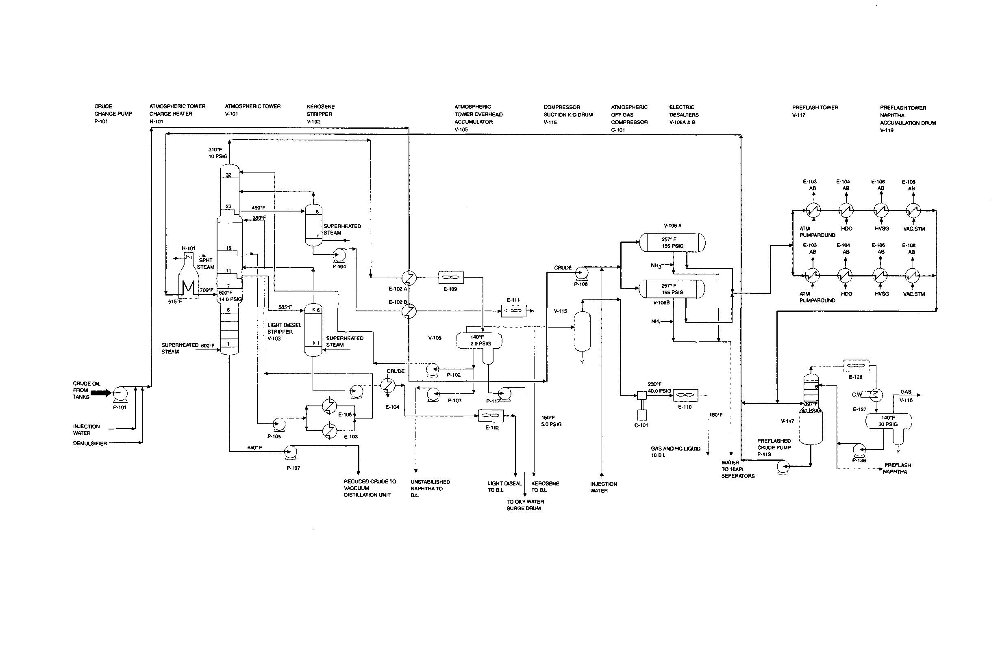 CRUDE
CHANGE PUMP
P-101
ATMOSPHERIC TOWER
CHARGE HEATER
H-101
ATMOSPHERIC TOWER
V-101
KEROSENE
STRIPPER
V-102
ATMOSPHERIC
TOWER OVERHEAD
ACCUMULATOR
V-105
COMPRESSOR
SUCTION K.O DRUM
V-115
ATMOSPHERIC
OFF GAS
COMPRESSOR
C-101
ELECTRIC
DESALTERS
V-106A & B
PREFLASH TOWER
V-117
PREFLASH TOWER
NAPHTHA
ACCUMULATION DRUM
V-119
310°F
10 PSIG
32
23
450°F
350°F
6
1
SUPERHEATED
STEAM
P-104
H-101
SPHT
STEAM
19
11
7
700°F
600°F
14.0 PSIG
515°F
6
1
SUPERHEATED
STEAM
600°F
585°F
6 6
1 1
LIGHT DIESEL
STRIPPER
V-103
SUPERHEATED
STEAM
E-102 A
E-102 B
E-109
E-111
V-105
140°F
2.0 PSIG
P-102
P-103
P-117
CRUDE
E-104
E-105
E-103
P-105
E-112
640° F
P-107
CRUDE OIL
FROM
TANKS
P-101
INJECTION
WATER
DEMULSIFIER
REDUCED CRUDE TO
VACCUUM
DISTILLATION UNIT
UNSTABILISHED
NAPHTHA TO
B.L.
LIGHT DISEAL
TO B.L
KEROSENE
TO B.L
TO OILY WATER
SURGE DRUM
150°F
5.0 PSIG
CRUDE
P-108
V-115
Y
INJECTION
WATER
V-106 A
257° F
155 PSIG
NH3
257° F
155 PSIG
V-106B
NH2
230°F
40.0 PSIG
C-101
E-110
150°F
GAS AND HC LIQUID
10 B.L
WATER
TO 10API
SEPERATORS
E-103
AB
E-104
AB
E-106
AB
E-108
AB
ATM
PUMPAROUND
HDO
HVSG
VAC.STM
E-103
AB
E-104
AB
E-106
AB
E-108
AB
ATM
PUMPAROUND
HDO
HVSG
VAC.STM
E-126
6
C.W
E-127
GAS
V-116
397°F
40 PSIG
V-117
140°F
30 PSIG
Y
PREFLASHED
CRUDE PUMP
P-113
P-136
PREFLASH
NAPHTHA